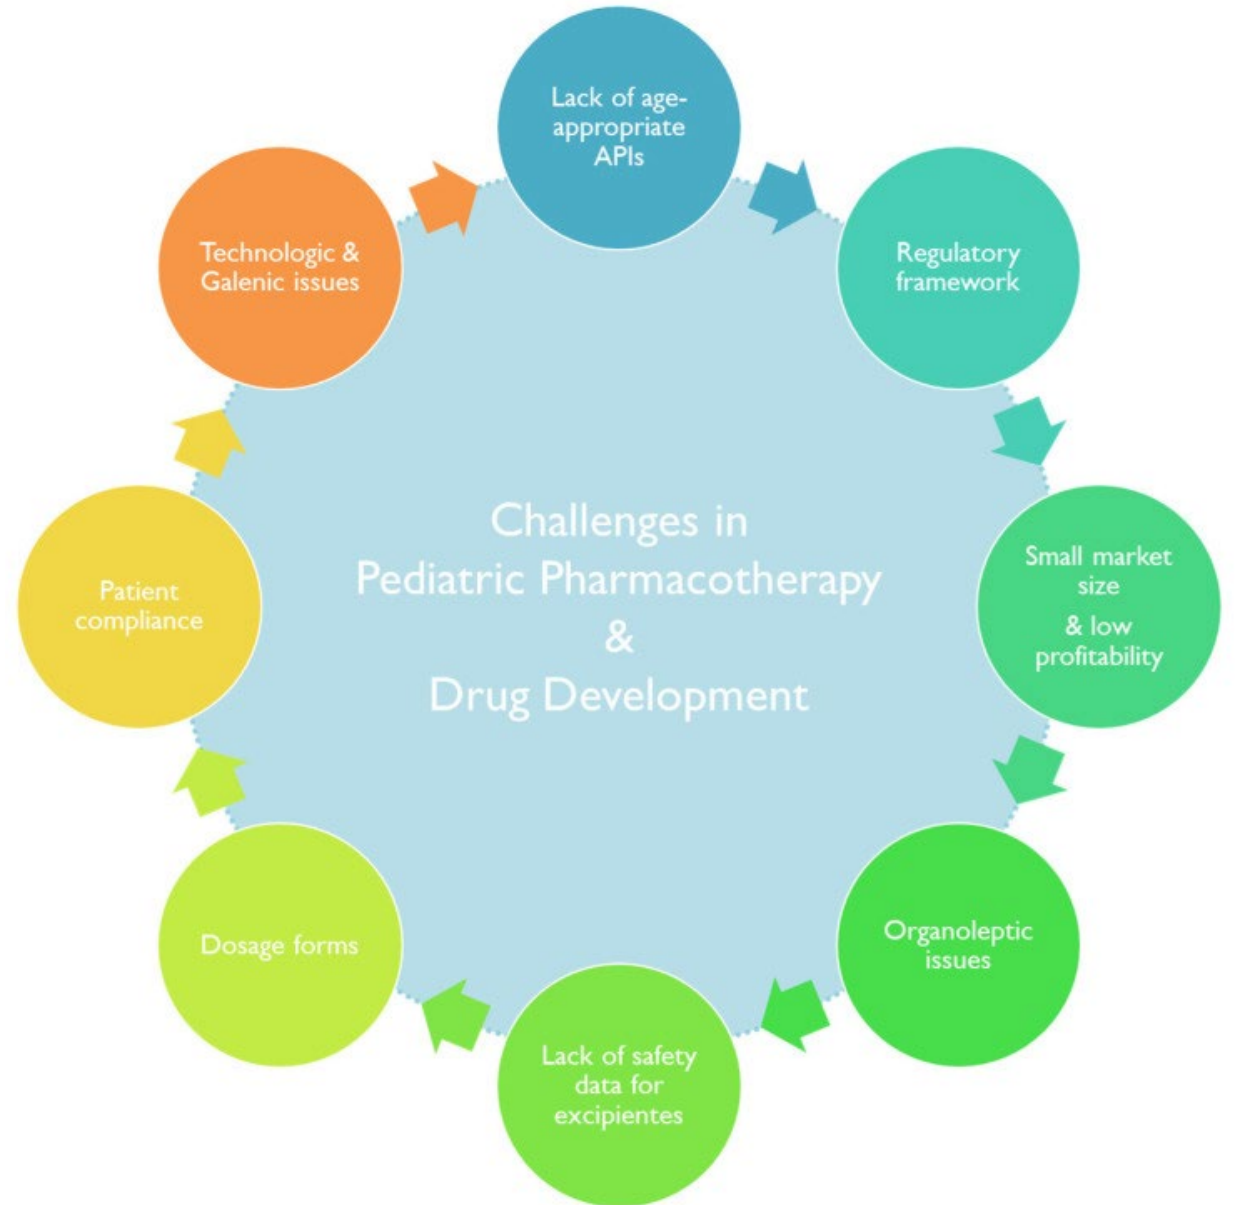 Lack of age-
appropriate
APIs
Regulatory
framework
Small market
size
& low
profitability
Organoleptic
issues
Lack of safety
data for
excipientes
Dosage forms
Patient
compliance
Technologic &
Galenic issues
Challenges in
Pediatric Pharmacotherapy
&
Drug Development